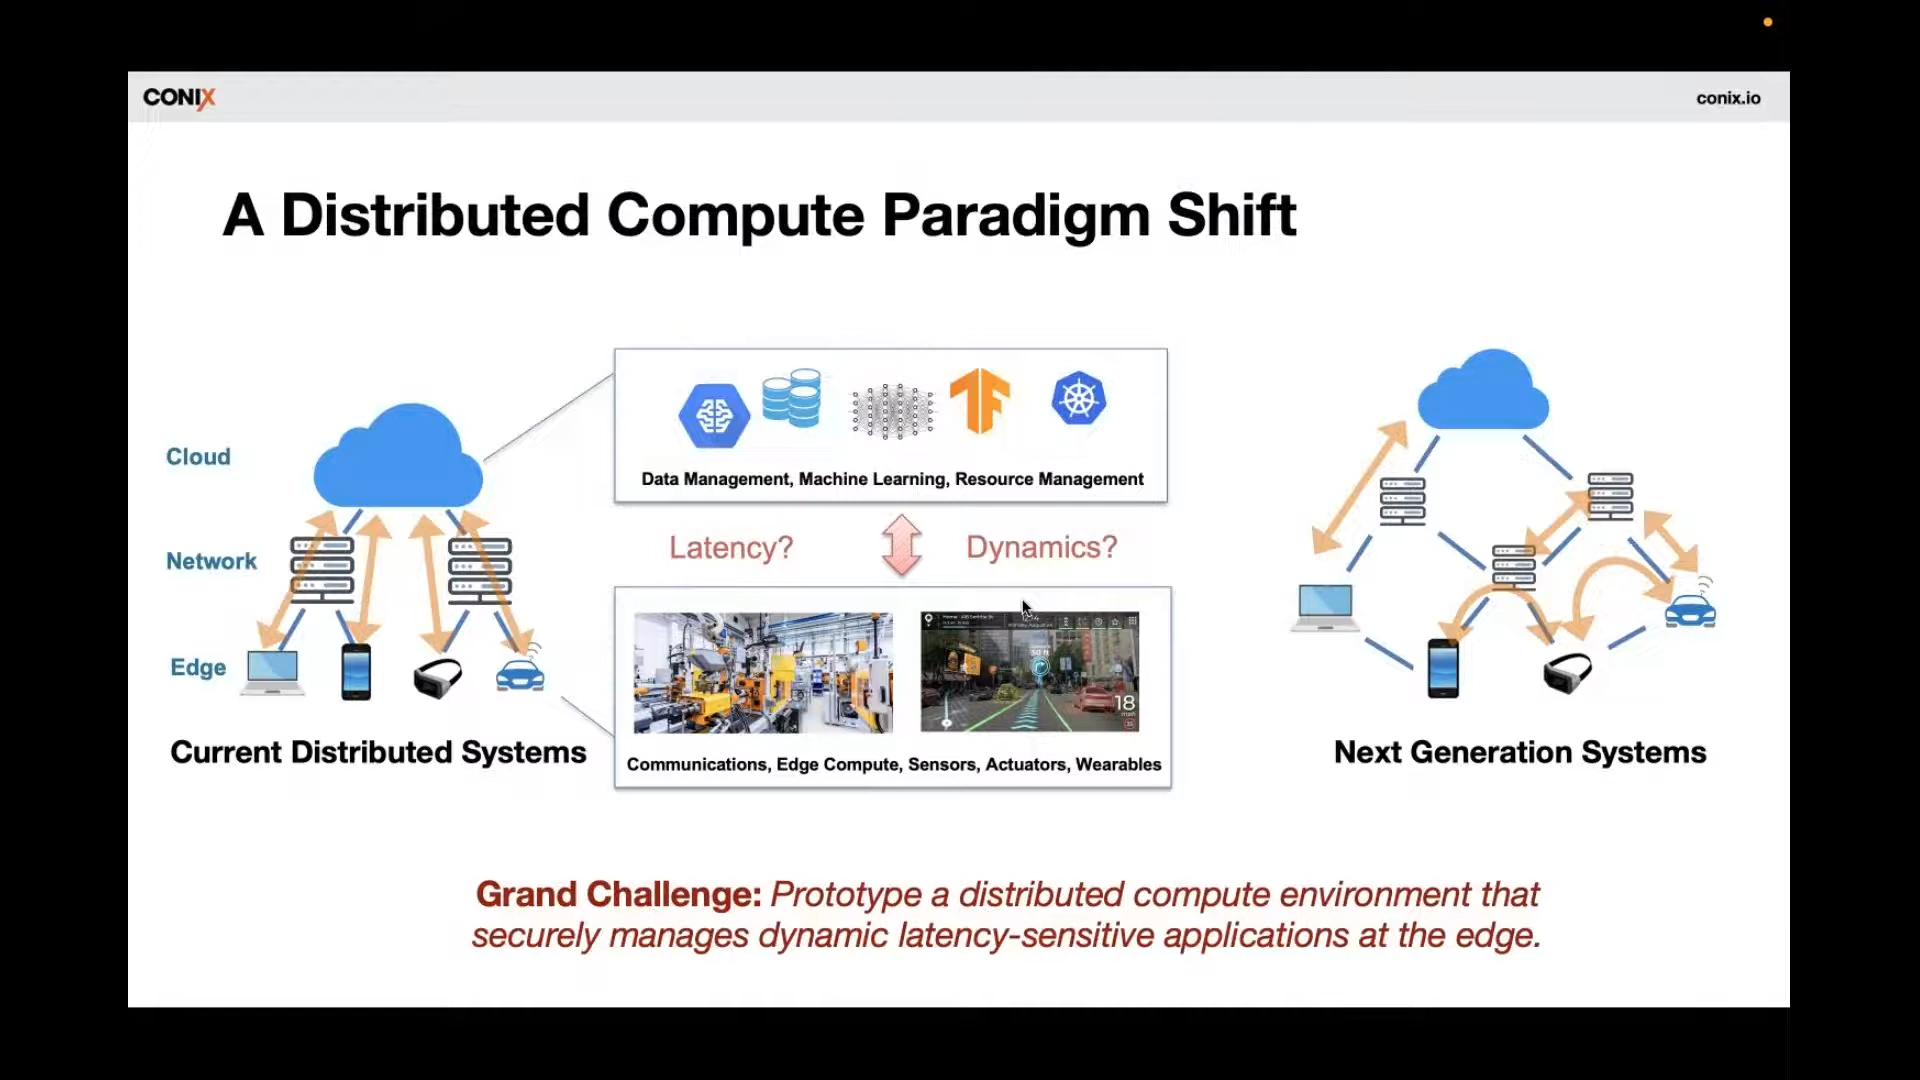 CONIX
conix.io
A Distributed Compute Paradigm Shift
Cloud
Network
Edge
Current Distributed Systems
Data Management, Machine Learning, Resource Management
Latency?
Dynamics?
18
Communications, Edge Compute, Sensors, Actuators, Wearables
Next Generation Systems
Grand Challenge: Prototype a distributed compute environment that
securely manages dynamic latency-sensitive applications at the edge.